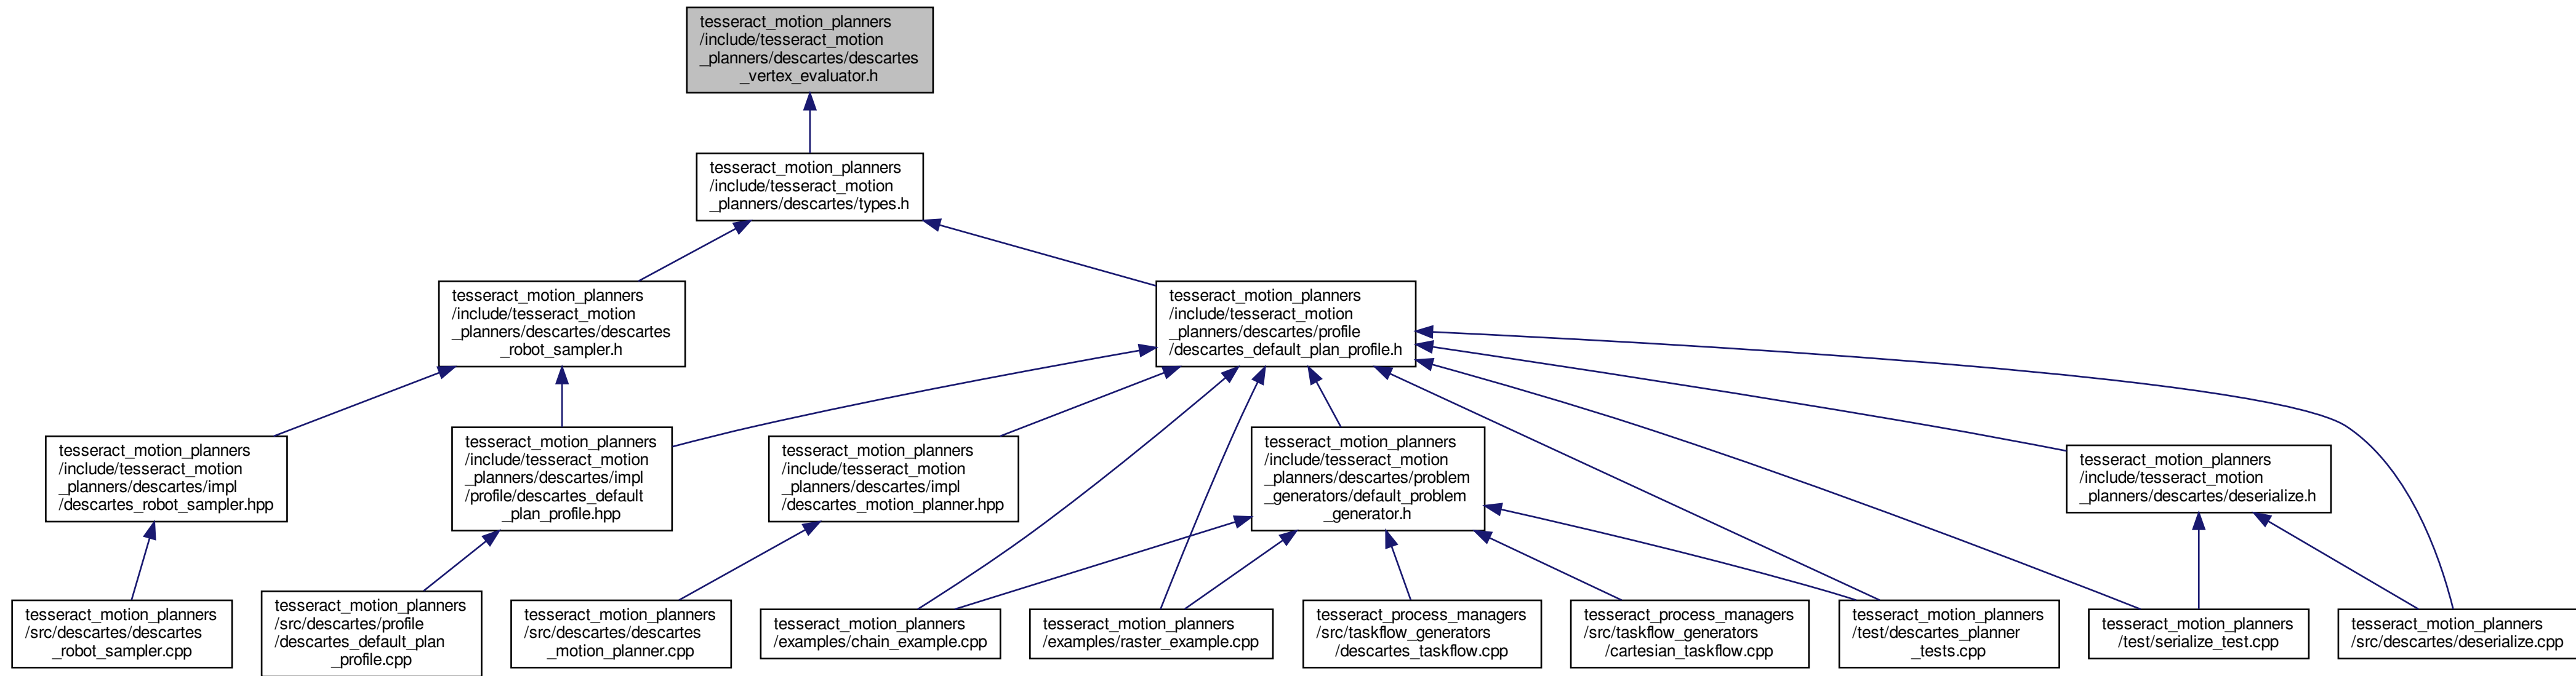 tesseract_motion_planners
/include/tesseract_motion
_planners/descartes/descartes
_vertex_evaluator.h
tesseract_motion_planners
/include/tesseract_motion
_planners/descartes/types.h
tesseract_motion_planners
/include/tesseract_motion
_planners/descartes/descartes
_robot_sampler.h
tesseract_motion_planners
/include/tesseract_motion
_planners/descartes/profile
/descartes_default_plan_profile.h
tesseract_motion_planners
/include/tesseract_motion
_planners/descartes/impl
/descartes_robot_sampler.hpp
tesseract_motion_planners
/include/tesseract_motion
_planners/descartes/impl
/profile/descartes_default
_plan_profile.hpp
tesseract_motion_planners
/include/tesseract_motion
_planners/descartes/impl
/descartes_motion_planner.hpp
tesseract_motion_planners
/include/tesseract_motion
_planners/descartes/problem
_generators/default_problem
_generator.h
tesseract_motion_planners
/include/tesseract_motion
_planners/descartes/deserialize.h
tesseract_motion_planners
/src/descartes/descartes
_robot_sampler.cpp
tesseract_motion_planners
/src/descartes/profile
/descartes_default_plan
_profile.cpp
tesseract_motion_planners
/src/descartes/descartes
_motion_planner.cpp
tesseract_motion_planners
/examples/chain_example.cpp
tesseract_motion_planners
/examples/raster_example.cpp
tesseract_process_managers
/src/taskflow_generators
/descartes_taskflow.cpp
tesseract_process_managers
/src/taskflow_generators
/cartesian_taskflow.cpp
tesseract_motion_planners
/test/descartes_planner
_tests.cpp
tesseract_motion_planners
/test/serialize_test.cpp
tesseract_motion_planners
/src/descartes/deserialize.cpp